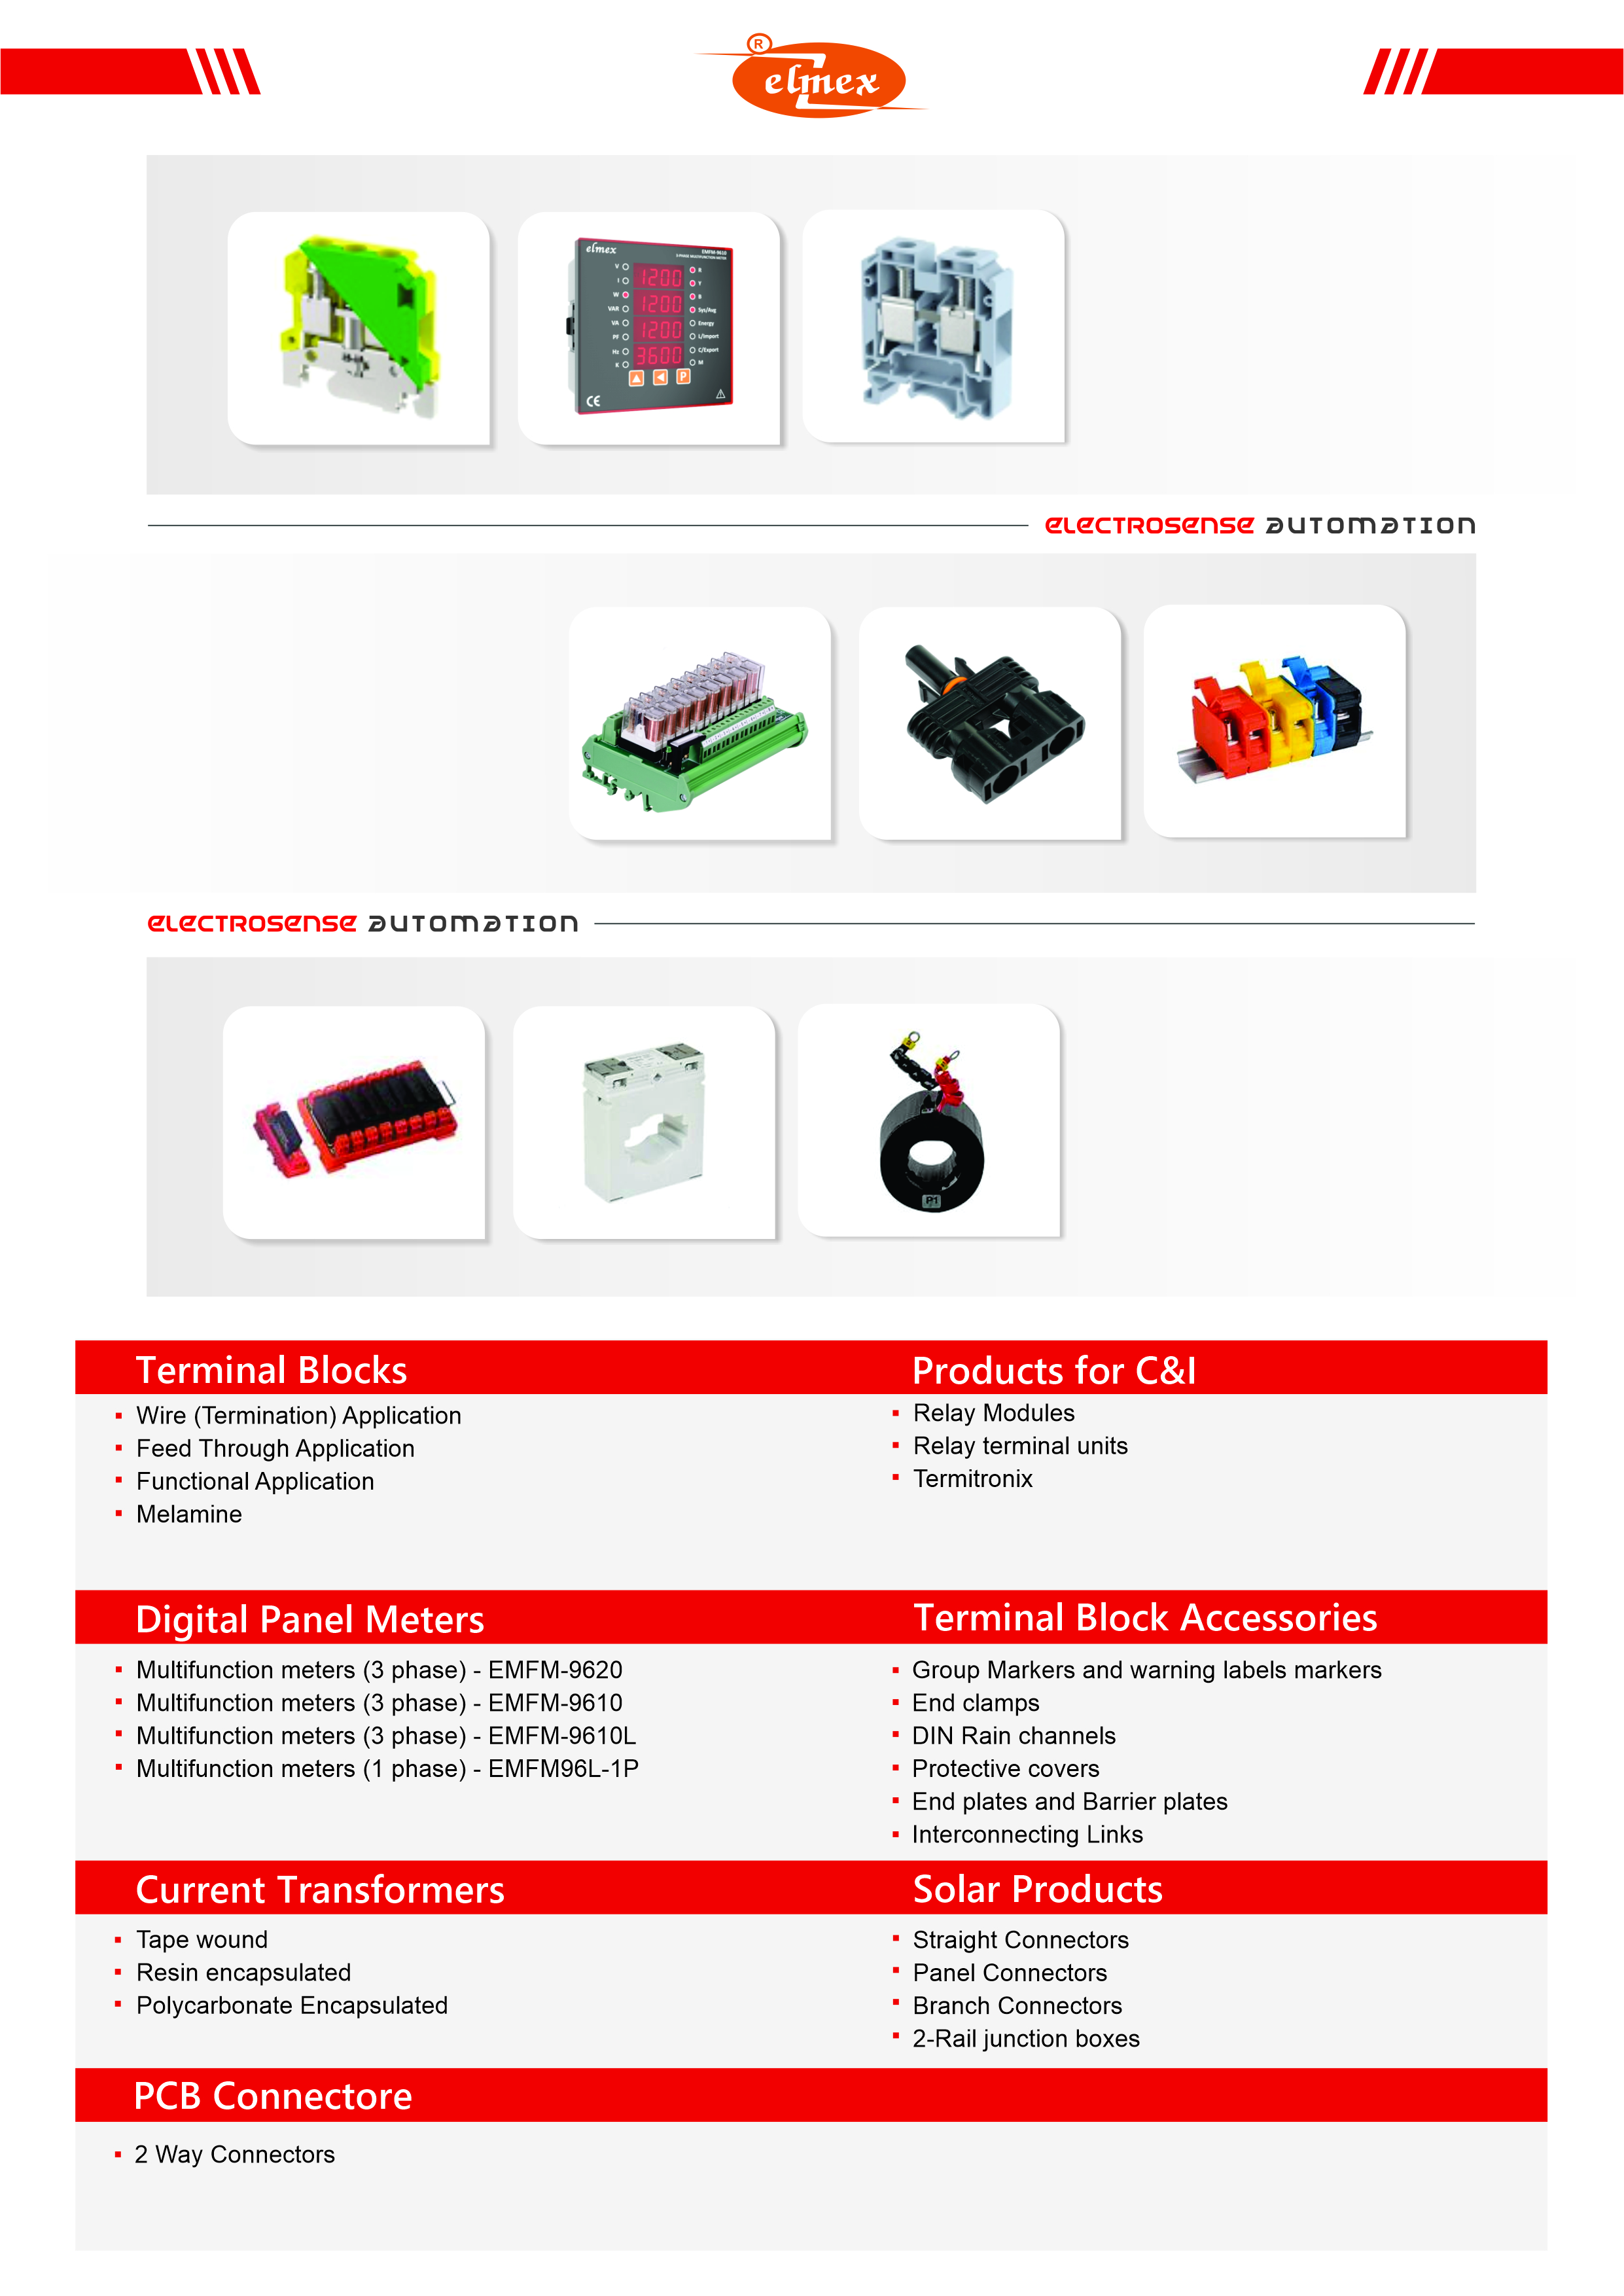 ®
elmex
elmex
EMFM-9610
3-PHASE MULTIFUNCTION METER
V
I
W
VAR
VA
PF
Hz
K
1200
1200
1200
3600
R
Y
B
Sys/Avg
Energy
L/Import
C/Export
M
P
CE
ELECTROSENSE AUTOMATION
ELECTROSENSE AUTOMATION
P1
Terminal Blocks
Wire (Termination) Application
Feed Through Application
Functional Application
Melamine
Products for C&I
Relay Modules
Relay terminal units
Termitronix
Digital Panel Meters
Multifunction meters (3 phase) - EMFM-9620
Multifunction meters (3 phase) - EMFM-9610
Multifunction meters (3 phase) - EMFM-9610L
Multifunction meters (1 phase) - EMFM96L-1P
Terminal Block Accessories
Group Markers and warning labels markers
End clamps
DIN Rain channels
Protective covers
End plates and Barrier plates
Interconnecting Links
Current Transformers
Tape wound
Resin encapsulated
Polycarbonate Encapsulated
Solar Products
Straight Connectors
Panel Connectors
Branch Connectors
2-Rail junction boxes
PCB Connectore
2 Way Connectors